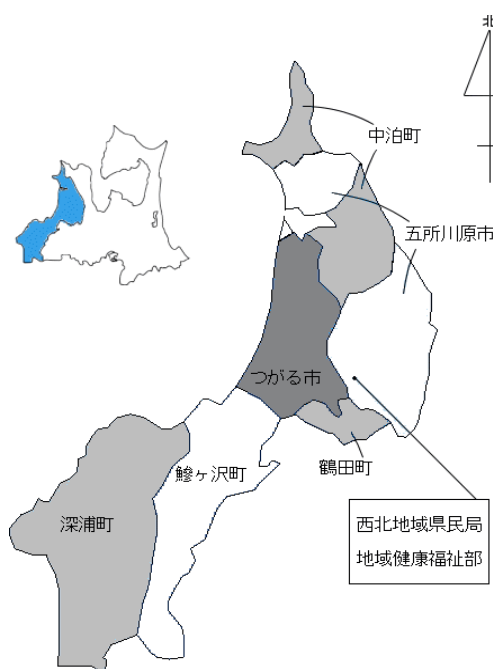 北
中泊町
五所川原市
つがる市
鶴田町
鰺ヶ沢町
深浦町
西北地域県民局
地域健康福祉部